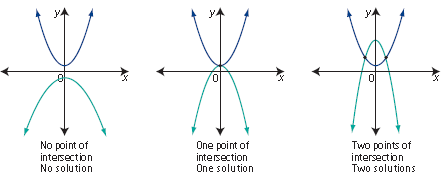 y
0
x
No point of
intersection
No solution
y
0
x
One point of
intersection
One solution
y
0
x
Two points of
intersection
Two solutions